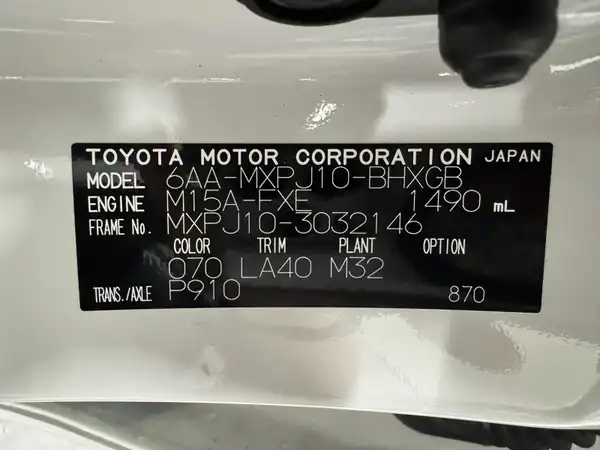 TOYOTA MOTOR CORPORATION JAPAN
MODEL 6AA-MXPJ10-BHXGB
ENGINE M15A-FXE 1490 mL
FRAME No. MXPJ10-3032146
COLOR TRIM PLANT OPTION
070 LA40 M32
TRANS./AXLE P910 870